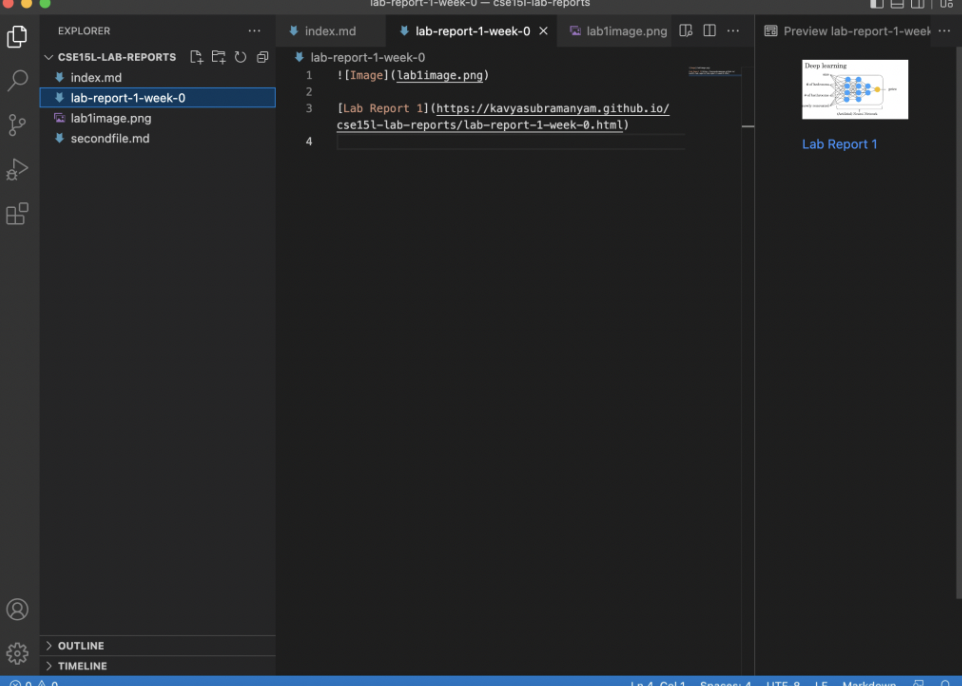 lab-report-1-week-0 — cse15l-lab-reports
EXPLORER
CSE15L-LAB-REPORTS
index.md
lab-report-1-week-0
lab1image.png
secondfile.md
OUTLINE
TIMELINE
index.md
lab-report-1-week-0
lab1image.png
lab-report-1-week-0
1 ![Image](lab1image.png)
2
3 [Lab Report 1](https://kavyasubramanyam.github.io/
cse15l-lab-reports/lab-report-1-week-0.html)
4
Preview lab-report-1-week
Deep learning
Lab Report 1
0 0
Ln 4, Col 1 Spaces: 4 UTF-8 LF Markdown